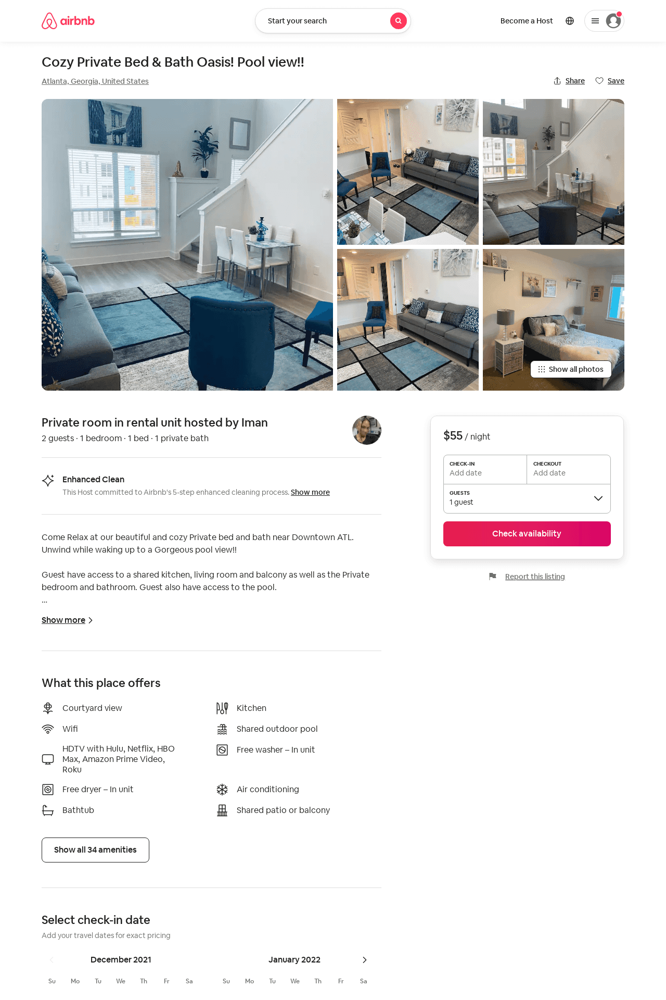 airbnb
Start your search
Become a Host
Cozy Private Bed & Bath Oasis! Pool view!!
Atlanta, Georgia, United States
Share
Save
Show all photos
Private room in rental unit hosted by Iman
2 guests · 1 bedroom · 1 bed · 1 private bath
Enhanced Clean
This Host committed to Airbnb's 5-step enhanced cleaning process. Show more
Come Relax at our beautiful and cozy Private bed and bath near Downtown ATL.
Unwind while waking up to a Gorgeous pool view!!
Guest have access to a shared kitchen, living room and balcony as well as the Private
bedroom and bathroom. Guest also have access to the pool.
...
Show more
$55 / night
CHECK-IN
Add date
CHECKOUT
Add date
GUESTS
1 guest
Check availability
Report this listing
What this place offers
Courtyard view
Kitchen
Wifi
Shared outdoor pool
HDTV with Hulu, Netflix, HBO
Max, Amazon Prime Video,
Roku
Free washer – In unit
Free dryer – In unit
Air conditioning
Bathtub
Shared patio or balcony
Show all 34 amenities
Select check-in date
Add your travel dates for exact pricing
December 2021
January 2022
Su Mo Tu We Th Fr Sa
Su Mo Tu We Th Fr Sa